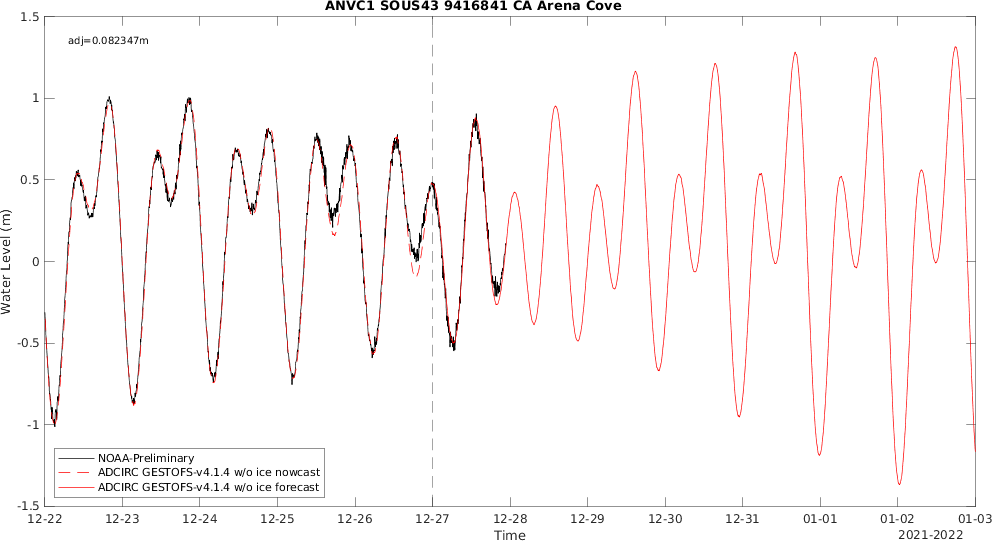 ANVC1 SOUS43 9416841 CA Arena Cove
adj=0.082347m
1.5
1
0.5
0
-0.5
-1
-1.5
Water Level (m)
NOAA-Preliminary
ADCIRC GESTOFS-v4.1.4 w/o ice nowcast
ADCIRC GESTOFS-v4.1.4 w/o ice forecast
12-22 12-23 12-24 12-25 12-26 12-27 12-28 12-29 12-30 12-31 01-01 01-02 01-03
Time
2021-2022